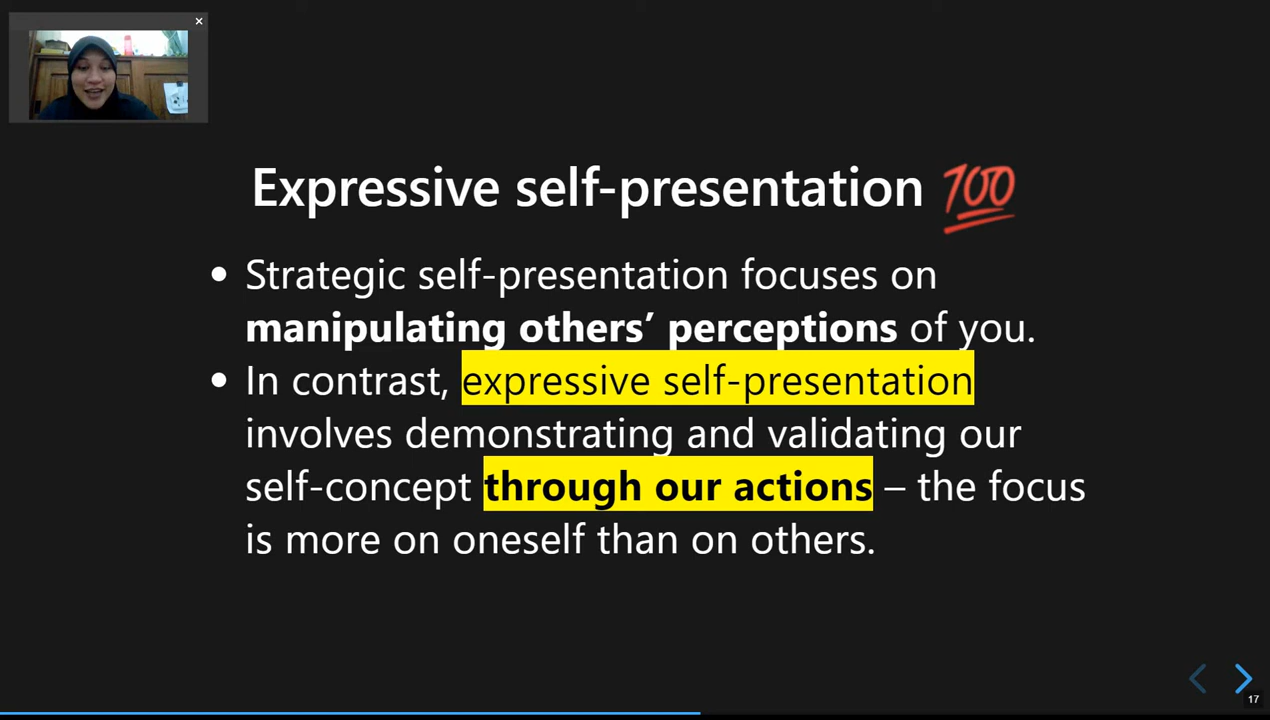 Expressive self-presentation 💯
• Strategic self-presentation focuses on
manipulating others’ perceptions of you.
• In contrast, expressive self-presentation
involves demonstrating and validating our
self-concept through our actions – the focus
is more on oneself than on others.
17